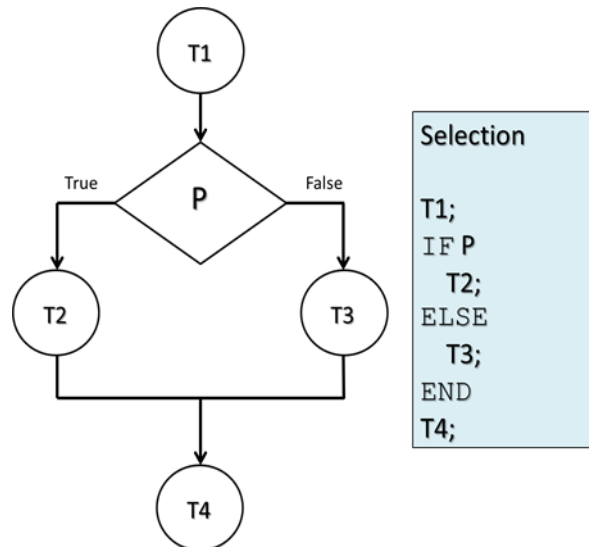 T1
True
P
False
T2
T3
T4
Selection
T1;
IF P
T2;
ELSE
T3;
END
T4;